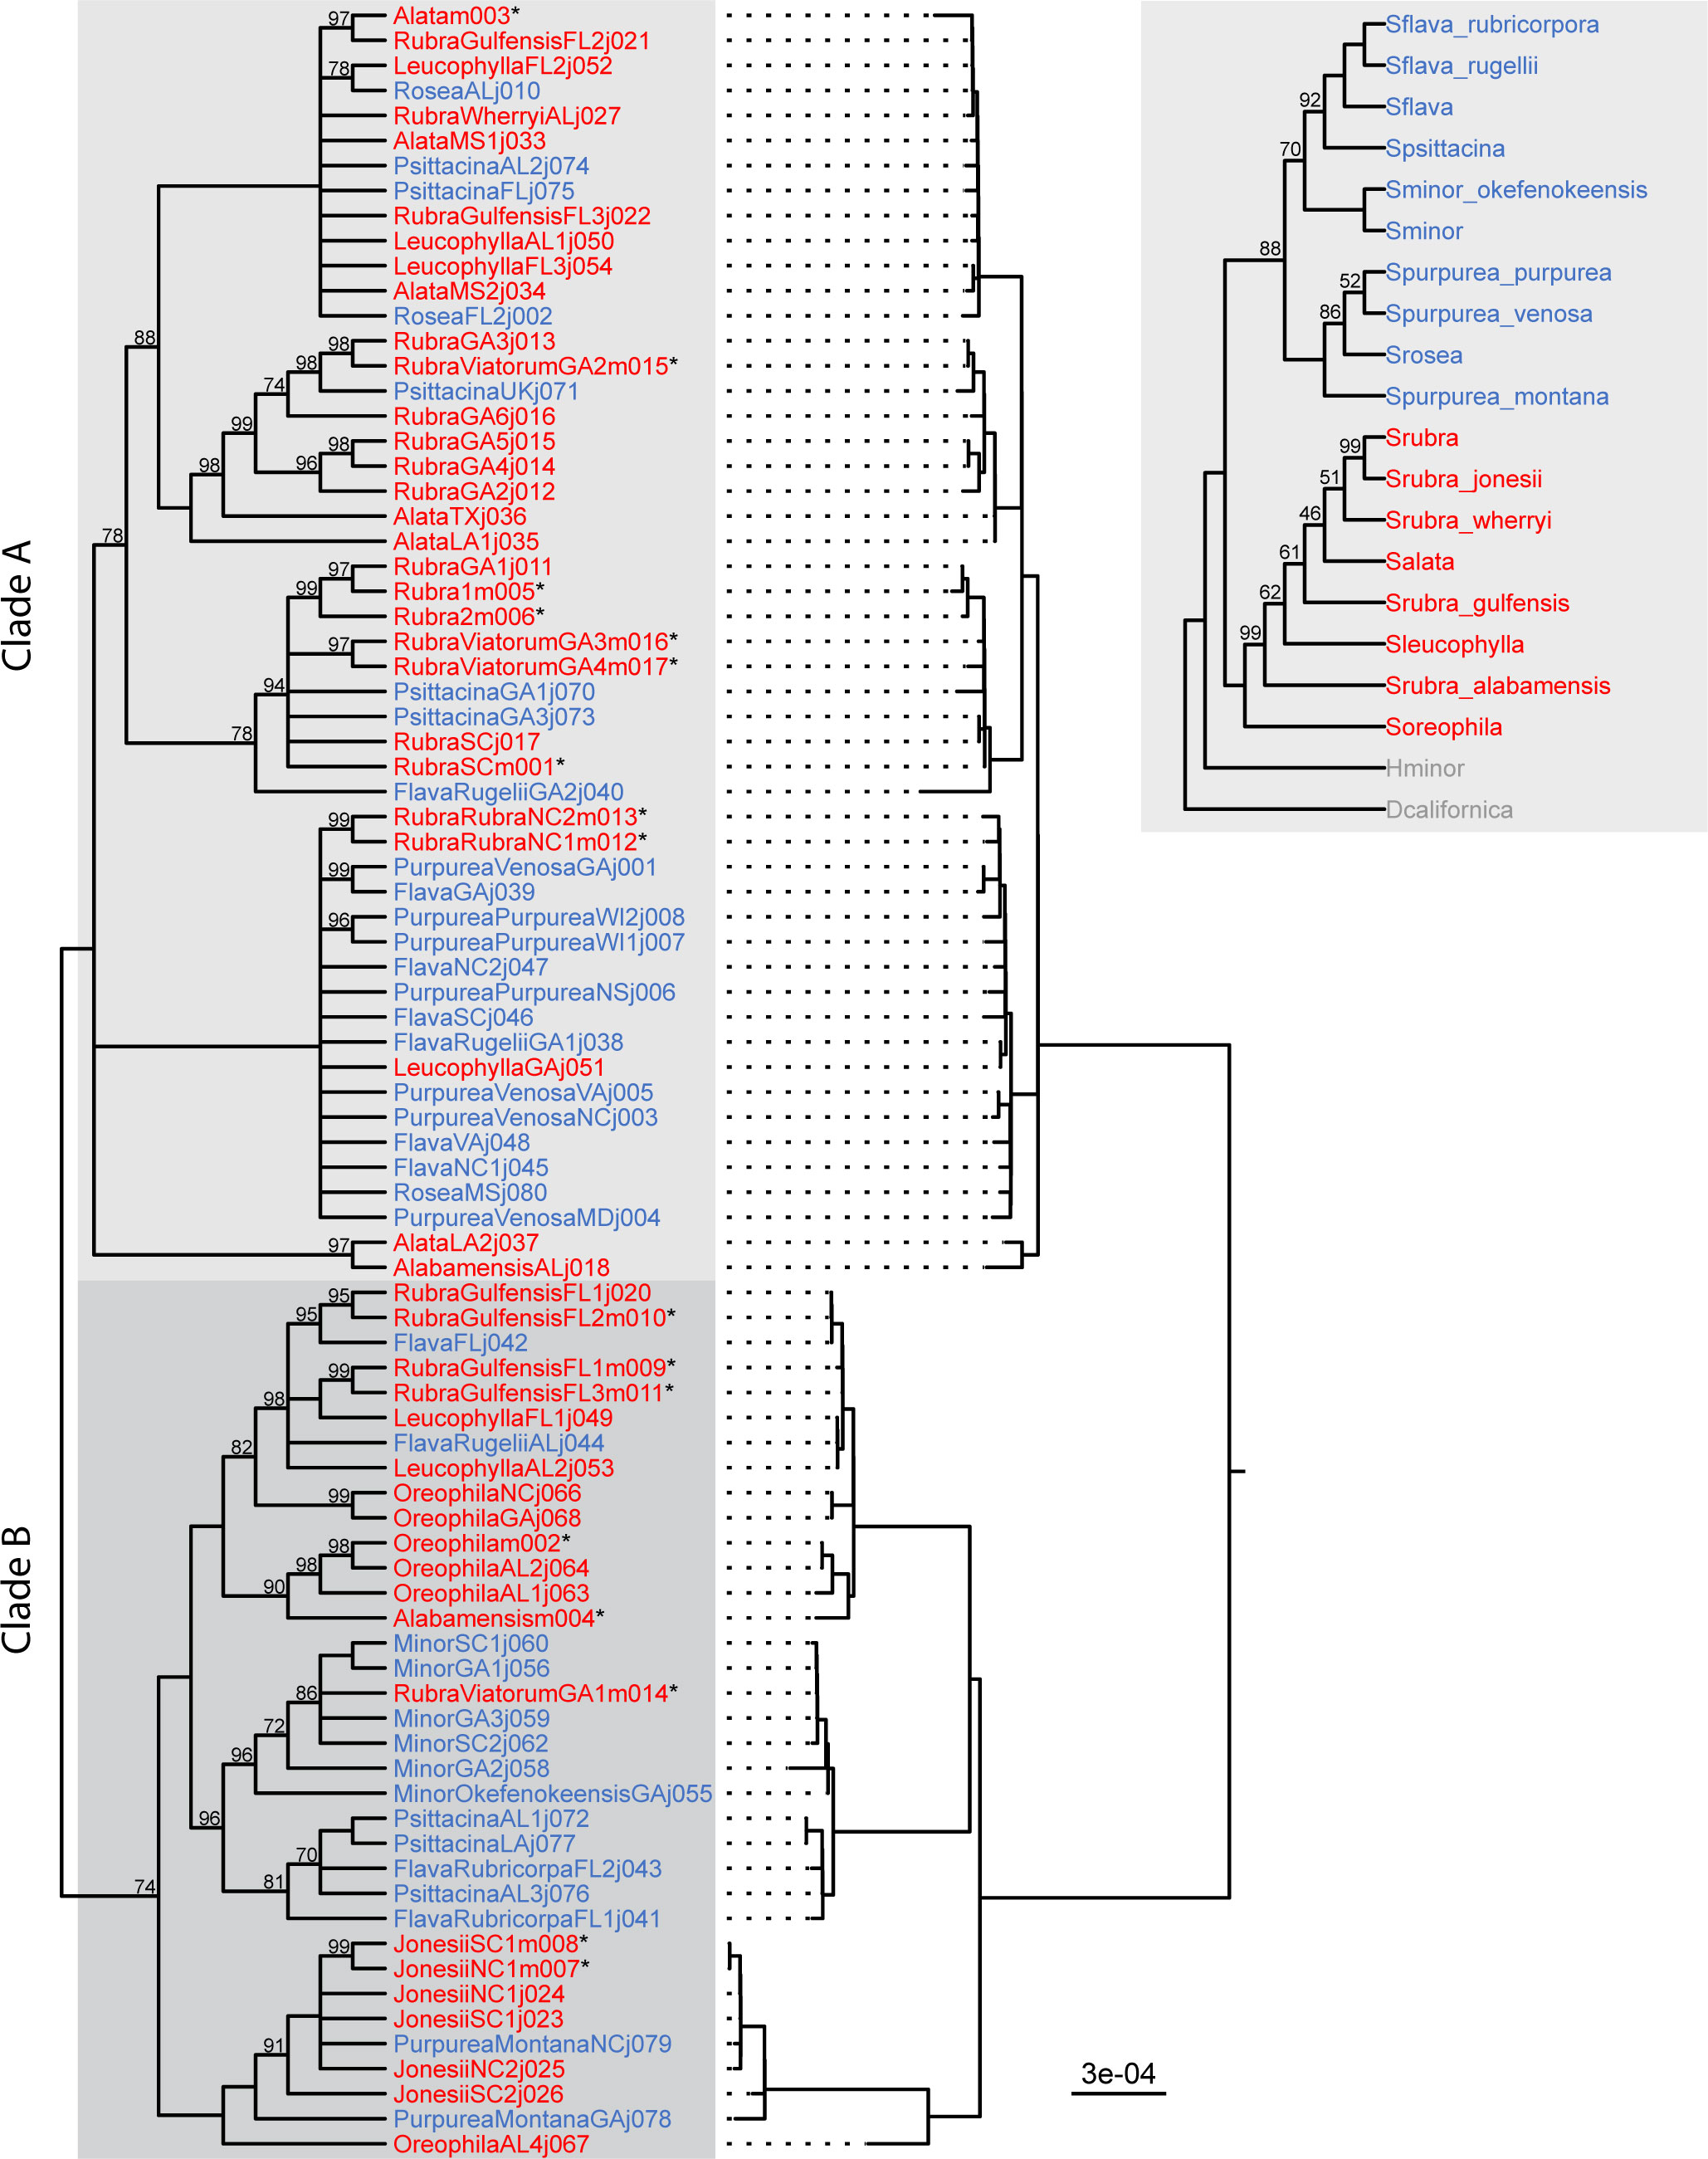 Clade A
97
Alatam003*
RubraGulfensisFL2j021
78
LeucophyllaFL2j052
RoseaALj010
RubraWherryiALj027
AlataMS1j033
PsittacinaAL2j074
PsittacinaFLj075
RubraGulfensisFL3j022
LeucophyllaAL1j050
LeucophyllaFL3j054
AlataMS2j034
RoseaFL2j002
88
98
RubraGA3j013
98
RubraViatorumGA2m015*
74
PsittacinaUKj071
RubraGA6j016
99
98
RubraGA5j015
98
96
RubraGA4j014
RubraGA2j012
AlataTXj036
78
AlataLA1j035
97
RubraGA1j011
99
Rubra1m005*
Rubra2m006*
97
RubraViatorumGA3m016*
RubraViatorumGA4m017*
94
PsittacinaGA1j070
PsittacinaGA3j073
78
RubraSCj017
RubraSCm001*
FlavaRugeliiGA2j040
99
RubraRubraNC2m013*
RubraRubraNC1m012*
99
PurpureaVenosaGAj001
FlavaGAj039
96
PurpureaPurpureaWI2j008
PurpureaPurpureaWI1j007
FlavaNC2j047
PurpureaPurpureaNSj006
FlavaSCj046
FlavaRugeliiGA1j038
LeucophyllaGAj051
PurpureaVenosaVAj005
PurpureaVenosaNCj003
FlavaVAj048
FlavaNC1j045
RoseaMSj080
PurpureaVenosaMDj004
97
AlataLA2j037
AlabamensisALj018
Clade B
95
RubraGulfensisFL1j020
95
RubraGulfensisFL2m010*
FlavaFLj042
99
RubraGulfensisFL1m009*
98
RubraGulfensisFL3m011*
LeucophyllaFL1j049
82
FlavaRugeliiALj044
LeucophyllaAL2j053
99
OreophilaNCj066
OreophilaGAj068
98
Oreophilam002*
98
OreophilaAL2j064
90
OreophilaAL1j063
Alabamensism004*
MinorSC1j060
MinorGA1j056
86
RubraViatorumGA1m014*
72
MinorGA3j059
96
MinorSC2j062
MinorGA2j058
MinorOkefenokeensisGAj055
96
PsittacinaAL1j072
PsittacinaLAj077
70
FlavaRubricorpaFL2j043
81
PsittacinaAL3j076
74
FlavaRubricorpaFL1j041
99
JonesiiSC1m008*
JonesiiNC1m007*
JonesiiNC1j024
JonesiiSC1j023
91
PurpureaMontanaNCj079
JonesiiNC2j025
JonesiiSC2j026
PurpureaMontanaGAj078
OreophilaAL4j067
3e-04
Sflava_rubricorpora
Sflava_rugellii
92
Sflava
70
Spsittacina
Sminor_okefenokeensis
Sminor
88
52
Spurpurea_purpurea
86
Spurpurea_venosa
Srosea
Spurpurea_montana
99
Srubra
51
Srubra_jonesii
46
Srubra_wherryi
61
Salata
62
Srubra_gulfensis
99
Sleucophylla
Srubra_alabamensis
Soreophila
Hminor
Dcalifornica